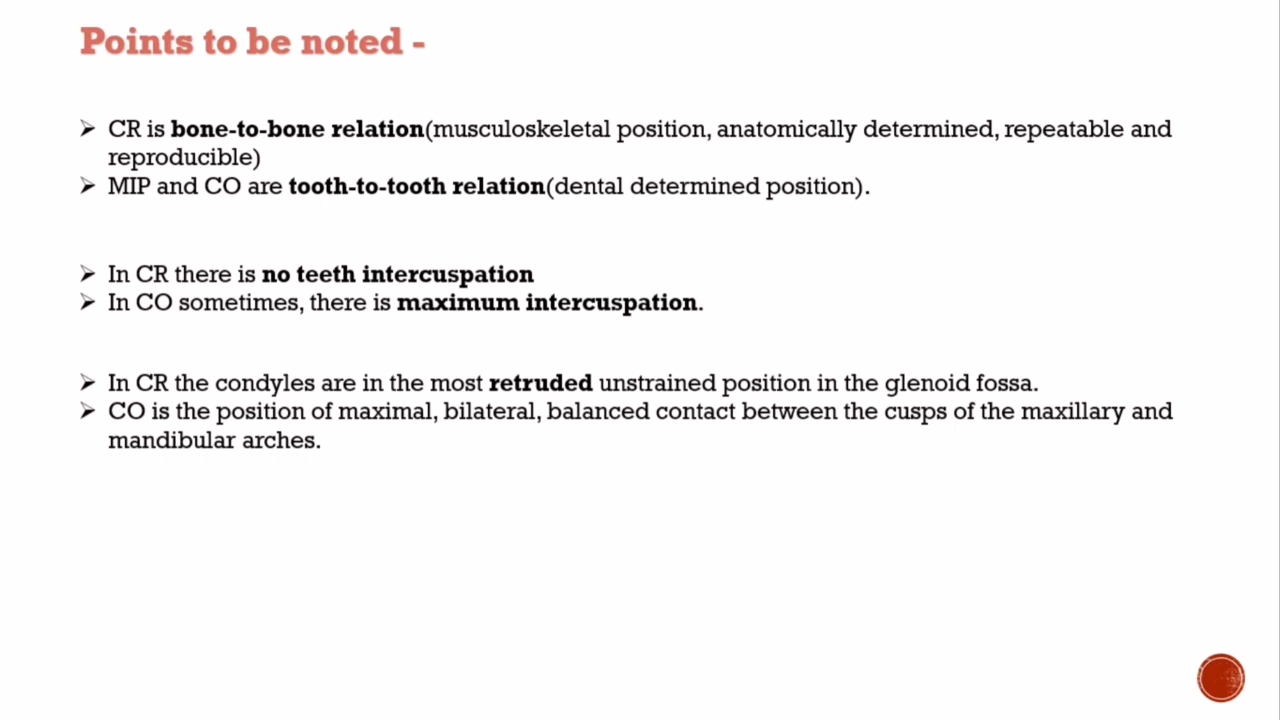 Points to be noted -
➢ CR is bone-to-bone relation(musculoskeletal position, anatomically determined, repeatable and
reproducible)
➢ MIP and CO are tooth-to-tooth relation(dental determined position).
➢ In CR there is no teeth intercuspation
➢ In CO sometimes, there is maximum intercuspation.
➢ In CR the condyles are in the most retruded unstrained position in the glenoid fossa.
➢ CO is the position of maximal, bilateral, balanced contact between the cusps of the maxillary and
mandibular arches.